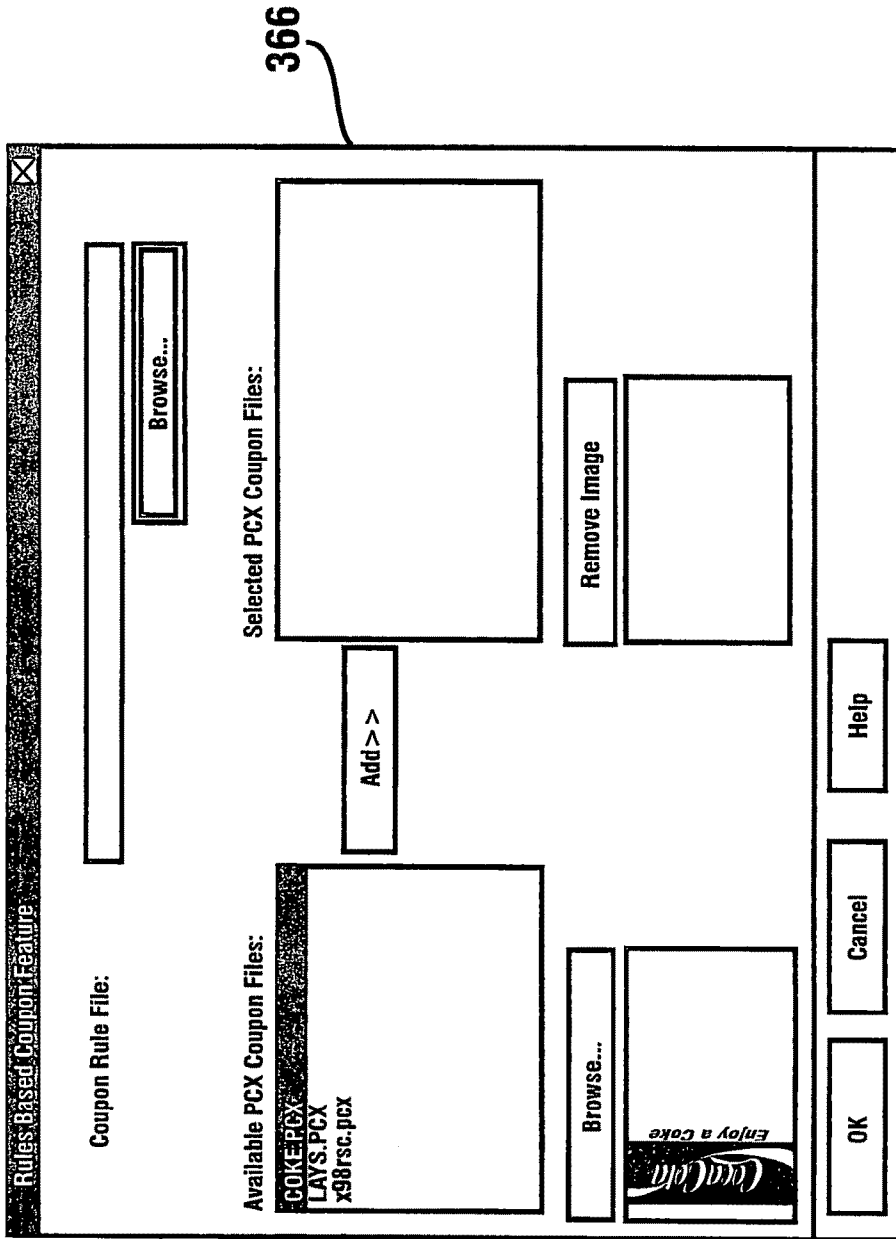 366
Rules Based Coupon Feature
Coupon Rule File:
Browse...
Available PCX Coupon Files:
Selected PCX Coupon Files:
COKE.PCX
LAYS.PCX
x98rsc.pcx
Add>>
Browse...
Remove Image
Coca Cola
Enjoy a Coke
OK
Cancel
Help